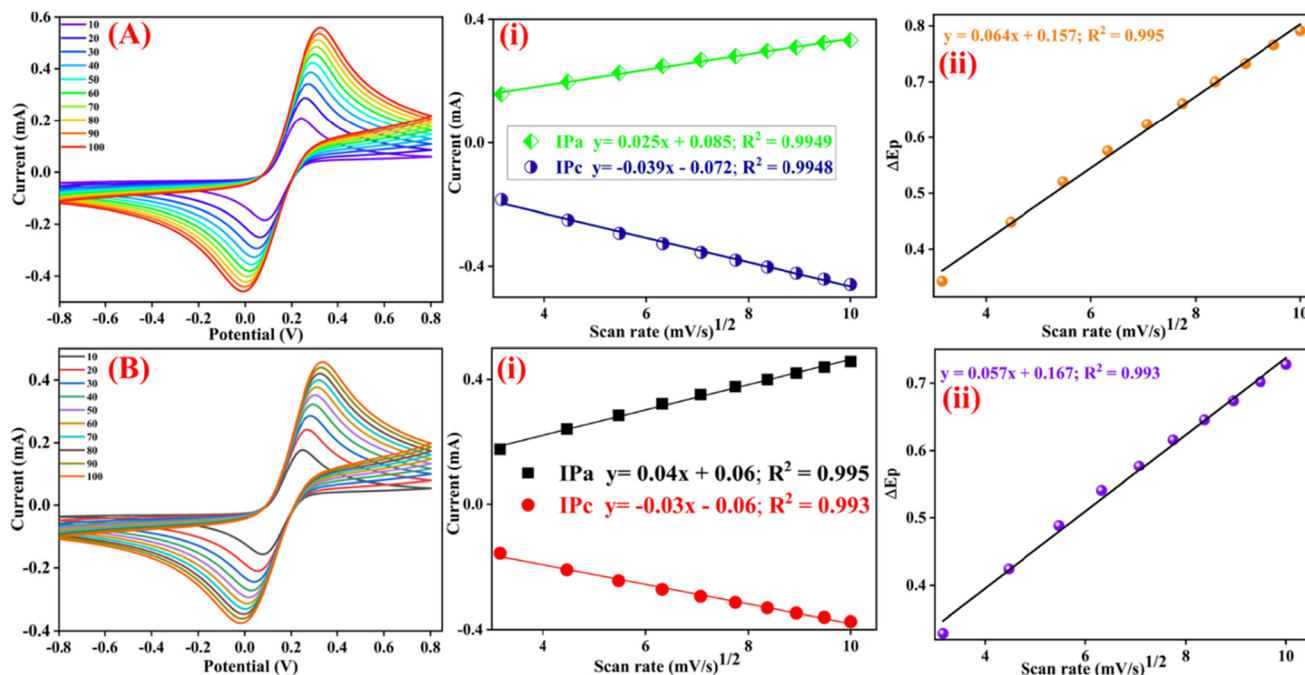 (A)
10
20
30
40
50
60
70
80
90
100
0.6
0.4
0.2
0.0
-0.2
-0.4
-0.8 -0.6 -0.4 -0.2 0.0 0.2 0.4 0.6 0.8
Current (mA)
Potential (V)
(i)
0.4
0.0
-0.4
IPa y= 0.025x + 0.085; R² = 0.9949
IPc y= -0.039x - 0.072; R² = 0.9948
4 6 8 10
Current (mA)
Scan rate (mV/s)^1/2
y = 0.064x + 0.157; R² = 0.995
(ii)
0.8
0.7
0.6
0.5
0.4
4 6 8 10
ΔEp
Scan rate (mV/s)^1/2
(B)
10
20
30
40
50
60
70
80
90
100
0.4
0.2
0.0
-0.2
-0.4
-0.8 -0.6 -0.4 -0.2 0.0 0.2 0.4 0.6 0.8
Current (mA)
Potential (V)
(i)
0.4
0.0
-0.4
IPa y= 0.04x + 0.06; R² = 0.995
IPc y= -0.03x - 0.06; R² = 0.993
4 6 8 10
Current (mA)
Scan rate (mV/s)^1/2
y = 0.057x + 0.167; R² = 0.993
(ii)
0.7
0.6
0.5
0.4
4 6 8 10
ΔEp
Scan rate (mV/s)^1/2